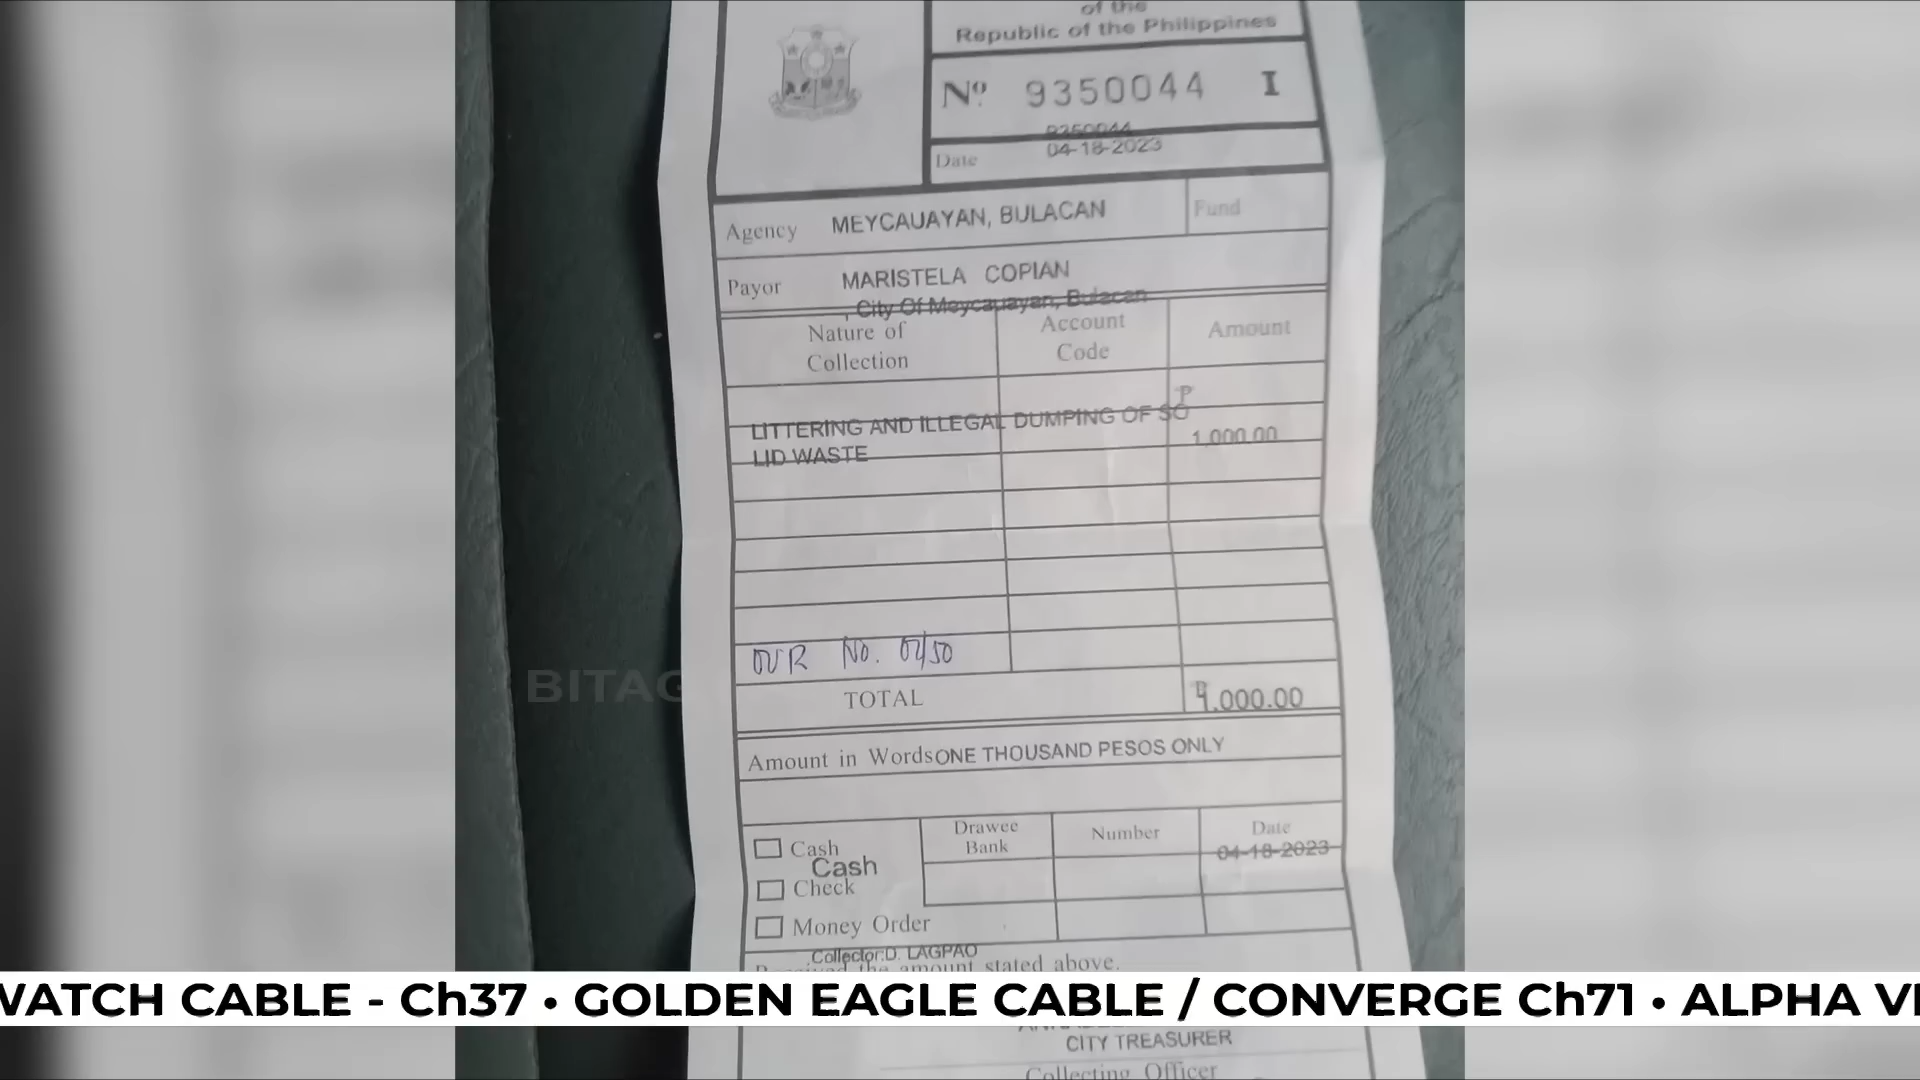 of the
Republic of the Philippines
Nº 9350044 I
9350044
Date 04-18-2023
Agency MEYCAUAYAN, BULACAN Fund
Payor MARISTELA COPIAN
, City Of Meycauayan, Bulacan
Nature of Collection Account Code Amount
₱
LITTERING AND ILLEGAL DUMPING OF SO
LID WASTE 1,000.00
OVR No.
TOTAL ₱1,000.00
Amount in Words ONE THOUSAND PESOS ONLY
Cash Drawee Bank Number Date
Cash 04-18-2023
Check
Money Order
Collector:D. LAGPAO
the amount stated above.
WATCH CABLE - Ch37 • GOLDEN EAGLE CABLE / CONVERGE Ch71 • ALPHA VI
CITY TREASURER
Collecting Officer
BITAG